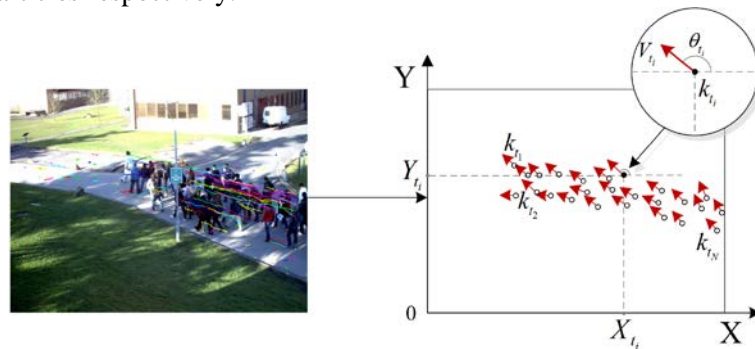 Y
V_{t_i}
θ_{t_i}
k_{t_i}
k_{t_1}
Y_{t_i}
k_{t_2}
k_{t_N}
0
X_{t_i}
X